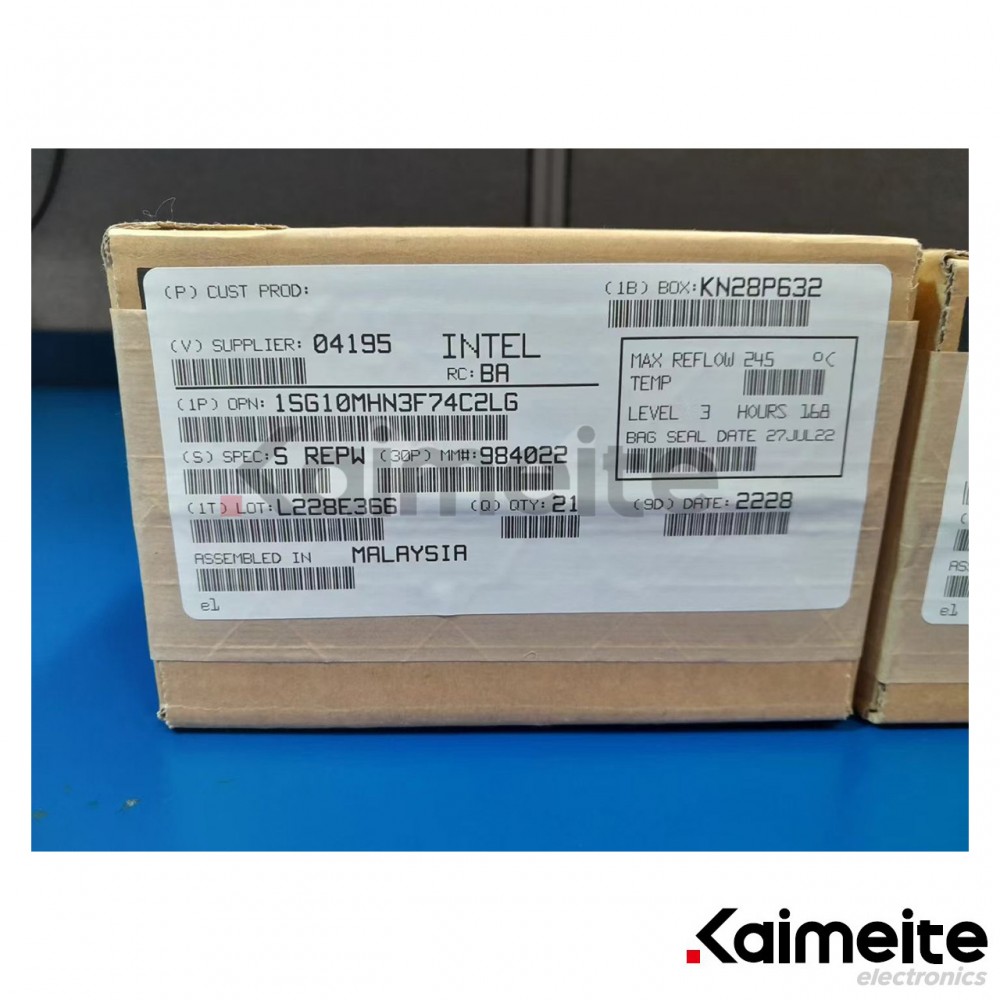 (P) CUST PROD:
(1B) BOX: KN28P632
(V) SUPPLIER: 04195 INTEL
RC: BA
MAX REFLOW 245 °C
TEMP
(1P) OPN: 1SG10MHN3F74C2LG
LEVEL 3 HOURS 168
BAG SEAL DATE 27JUL22
(S) SPEC: S REPW (30P) MM#: 984022
Kaimeite
(1T) LOT: L228E366 (Q) QTY: 21 (9D) DATE: 2228
ASSEMBLED IN MALAYSIA
e1
e1
Kaimeite
electronics